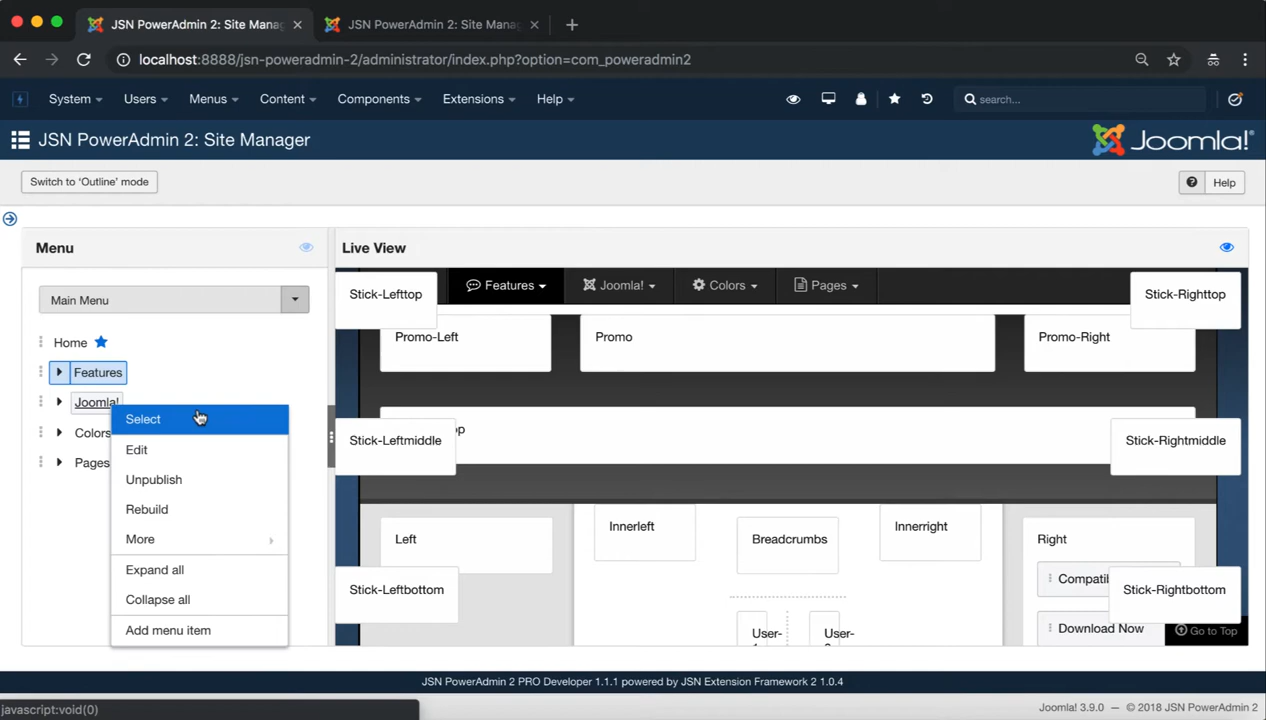 JSN PowerAdmin 2: Site Manag
JSN PowerAdmin 2: Site Mana
localhost:8888/jsn-poweradmin-2/administrator/index.php?option=com_poweradmin2
System
Users
Menus
Content
Components
Extensions
Help
search...
JSN PowerAdmin 2: Site Manager
Joomla!
Switch to 'Outline' mode
Help
Menu
Live View
Main Menu
Home
Features
Joomla!
Colors
Pages
Select
Edit
Unpublish
Rebuild
More
Expand all
Collapse all
Add menu item
Features
Joomla!
Colors
Pages
Stick-Lefttop
Stick-Righttop
Promo-Left
Promo
Promo-Right
Stick-Leftmiddle
op
Stick-Rightmiddle
Left
Innerleft
Breadcrumbs
Innerright
Right
Compatib
Stick-Leftbottom
Stick-Rightbottom
User-
User-
Download Now
Go to Top
JSN PowerAdmin 2 PRO Developer 1.1.1 powered by JSN Extension Framework 2 1.0.4
javascript:void(0)
Joomla! 3.9.0 — © 2018 JSN PowerAdmin 2